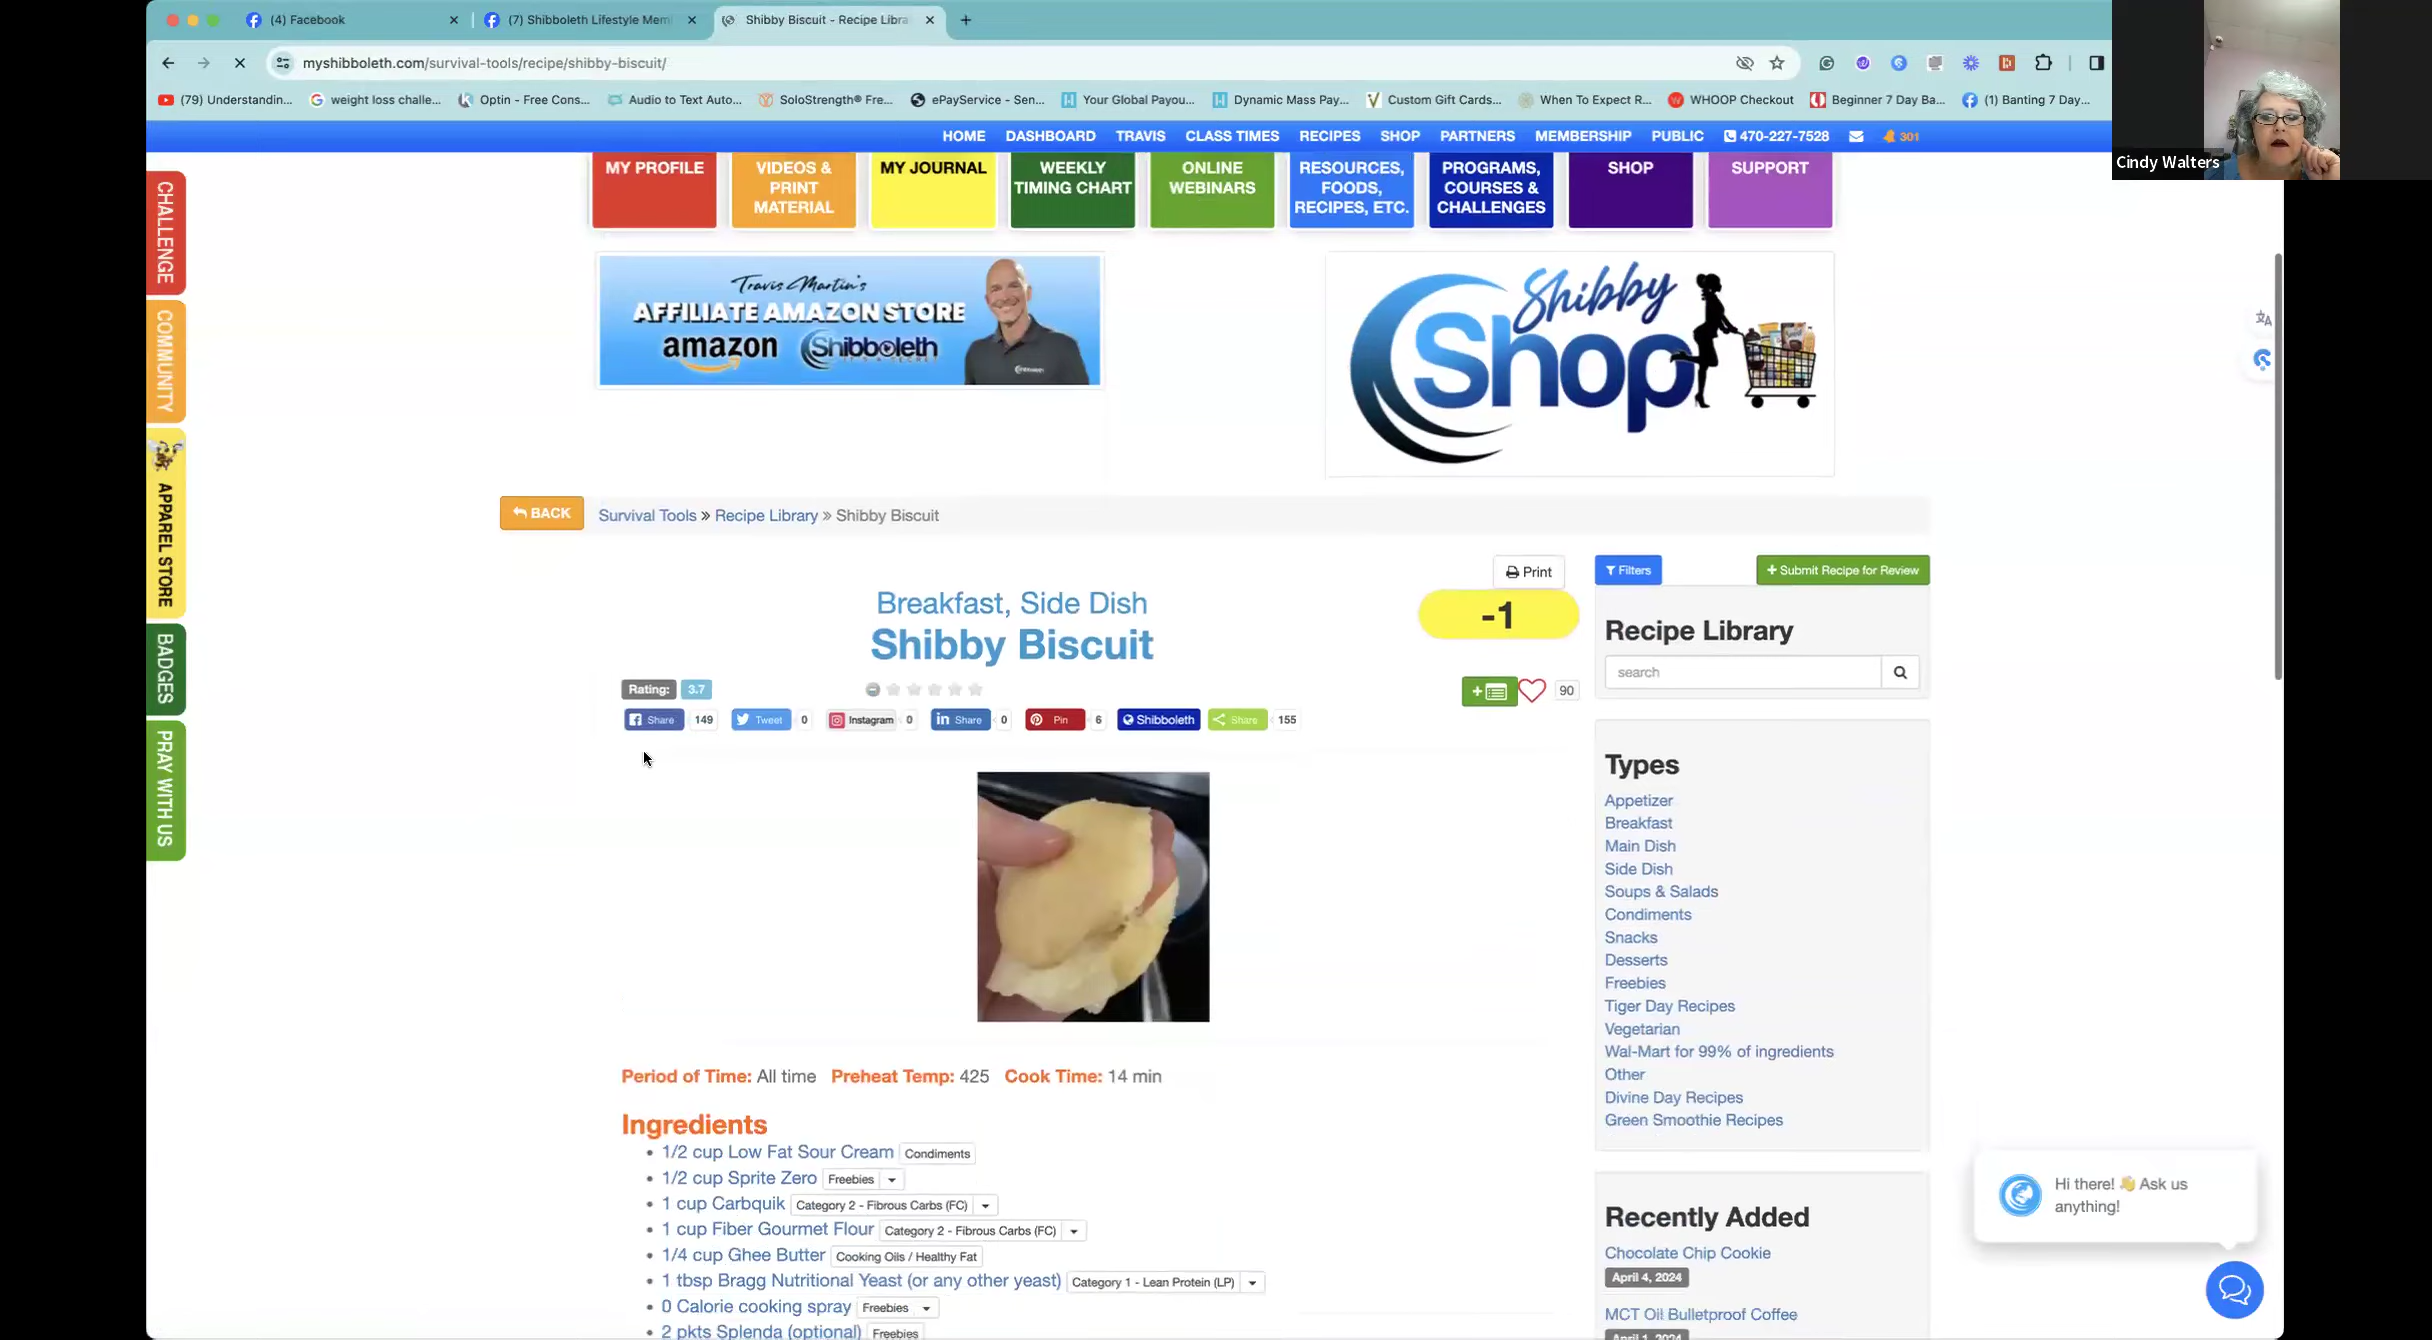 (4) Facebook
(7) Shibboleth Lifestyle Mem
Shibby Biscuit - Recipe Libra
myshibboleth.com/survival-tools/recipe/shibby-biscuit/
(79) Understandin...
weight loss challe...
Optin - Free Cons...
Audio to Text Auto...
SoloStrength® Fre...
ePayService - Sen...
Your Global Payou...
Dynamic Mass Pay...
Custom Gift Cards...
When To Expect R...
WHOOP Checkout
Beginner 7 Day Ba...
(1) Banting 7 Day...
HOME DASHBOARD TRAVIS CLASS TIMES RECIPES SHOP PARTNERS MEMBERSHIP PUBLIC 470-227-7528 301
Cindy Walters
MY PROFILE
VIDEOS &
PRINT
MATERIAL
MY JOURNAL
WEEKLY
TIMING CHART
ONLINE
WEBINARS
RESOURCES,
FOODS,
RECIPES, ETC.
PROGRAMS,
COURSES &
CHALLENGES
SHOP
SUPPORT
CHALLENGE
COMMUNITY
APPAREL STORE
BADGES
PRAY WITH US
Travis Martin's
AFFILIATE AMAZON STORE
amazon Shibboleth
Shibby
Shop
BACK
Survival Tools » Recipe Library » Shibby Biscuit
Print
Breakfast, Side Dish
-1
Shibby Biscuit
Rating: 3.7
90
Share 149 Tweet 0 Instagram 0 Share 0 Pin 6 Shibboleth Share 155
Period of Time: All time Preheat Temp: 425 Cook Time: 14 min
Ingredients
• 1/2 cup Low Fat Sour Cream Condiments
• 1/2 cup Sprite Zero Freebies
• 1 cup Carbquik Category 2 - Fibrous Carbs (FC)
• 1 cup Fiber Gourmet Flour Category 2 - Fibrous Carbs (FC)
• 1/4 cup Ghee Butter Cooking Oils / Healthy Fat
• 1 tbsp Bragg Nutritional Yeast (or any other yeast) Category 1 - Lean Protein (LP)
• 0 Calorie cooking spray Freebies
• 2 pkts Splenda (optional) Freebies
Filters
+ Submit Recipe for Review
Recipe Library
search
Types
Appetizer
Breakfast
Main Dish
Side Dish
Soups & Salads
Condiments
Snacks
Desserts
Freebies
Tiger Day Recipes
Vegetarian
Wal-Mart for 99% of ingredients
Other
Divine Day Recipes
Green Smoothie Recipes
Recently Added
Chocolate Chip Cookie
April 4, 2024
MCT Oil Bulletproof Coffee
April 1, 2024
Hi there! 👋 Ask us
anything!